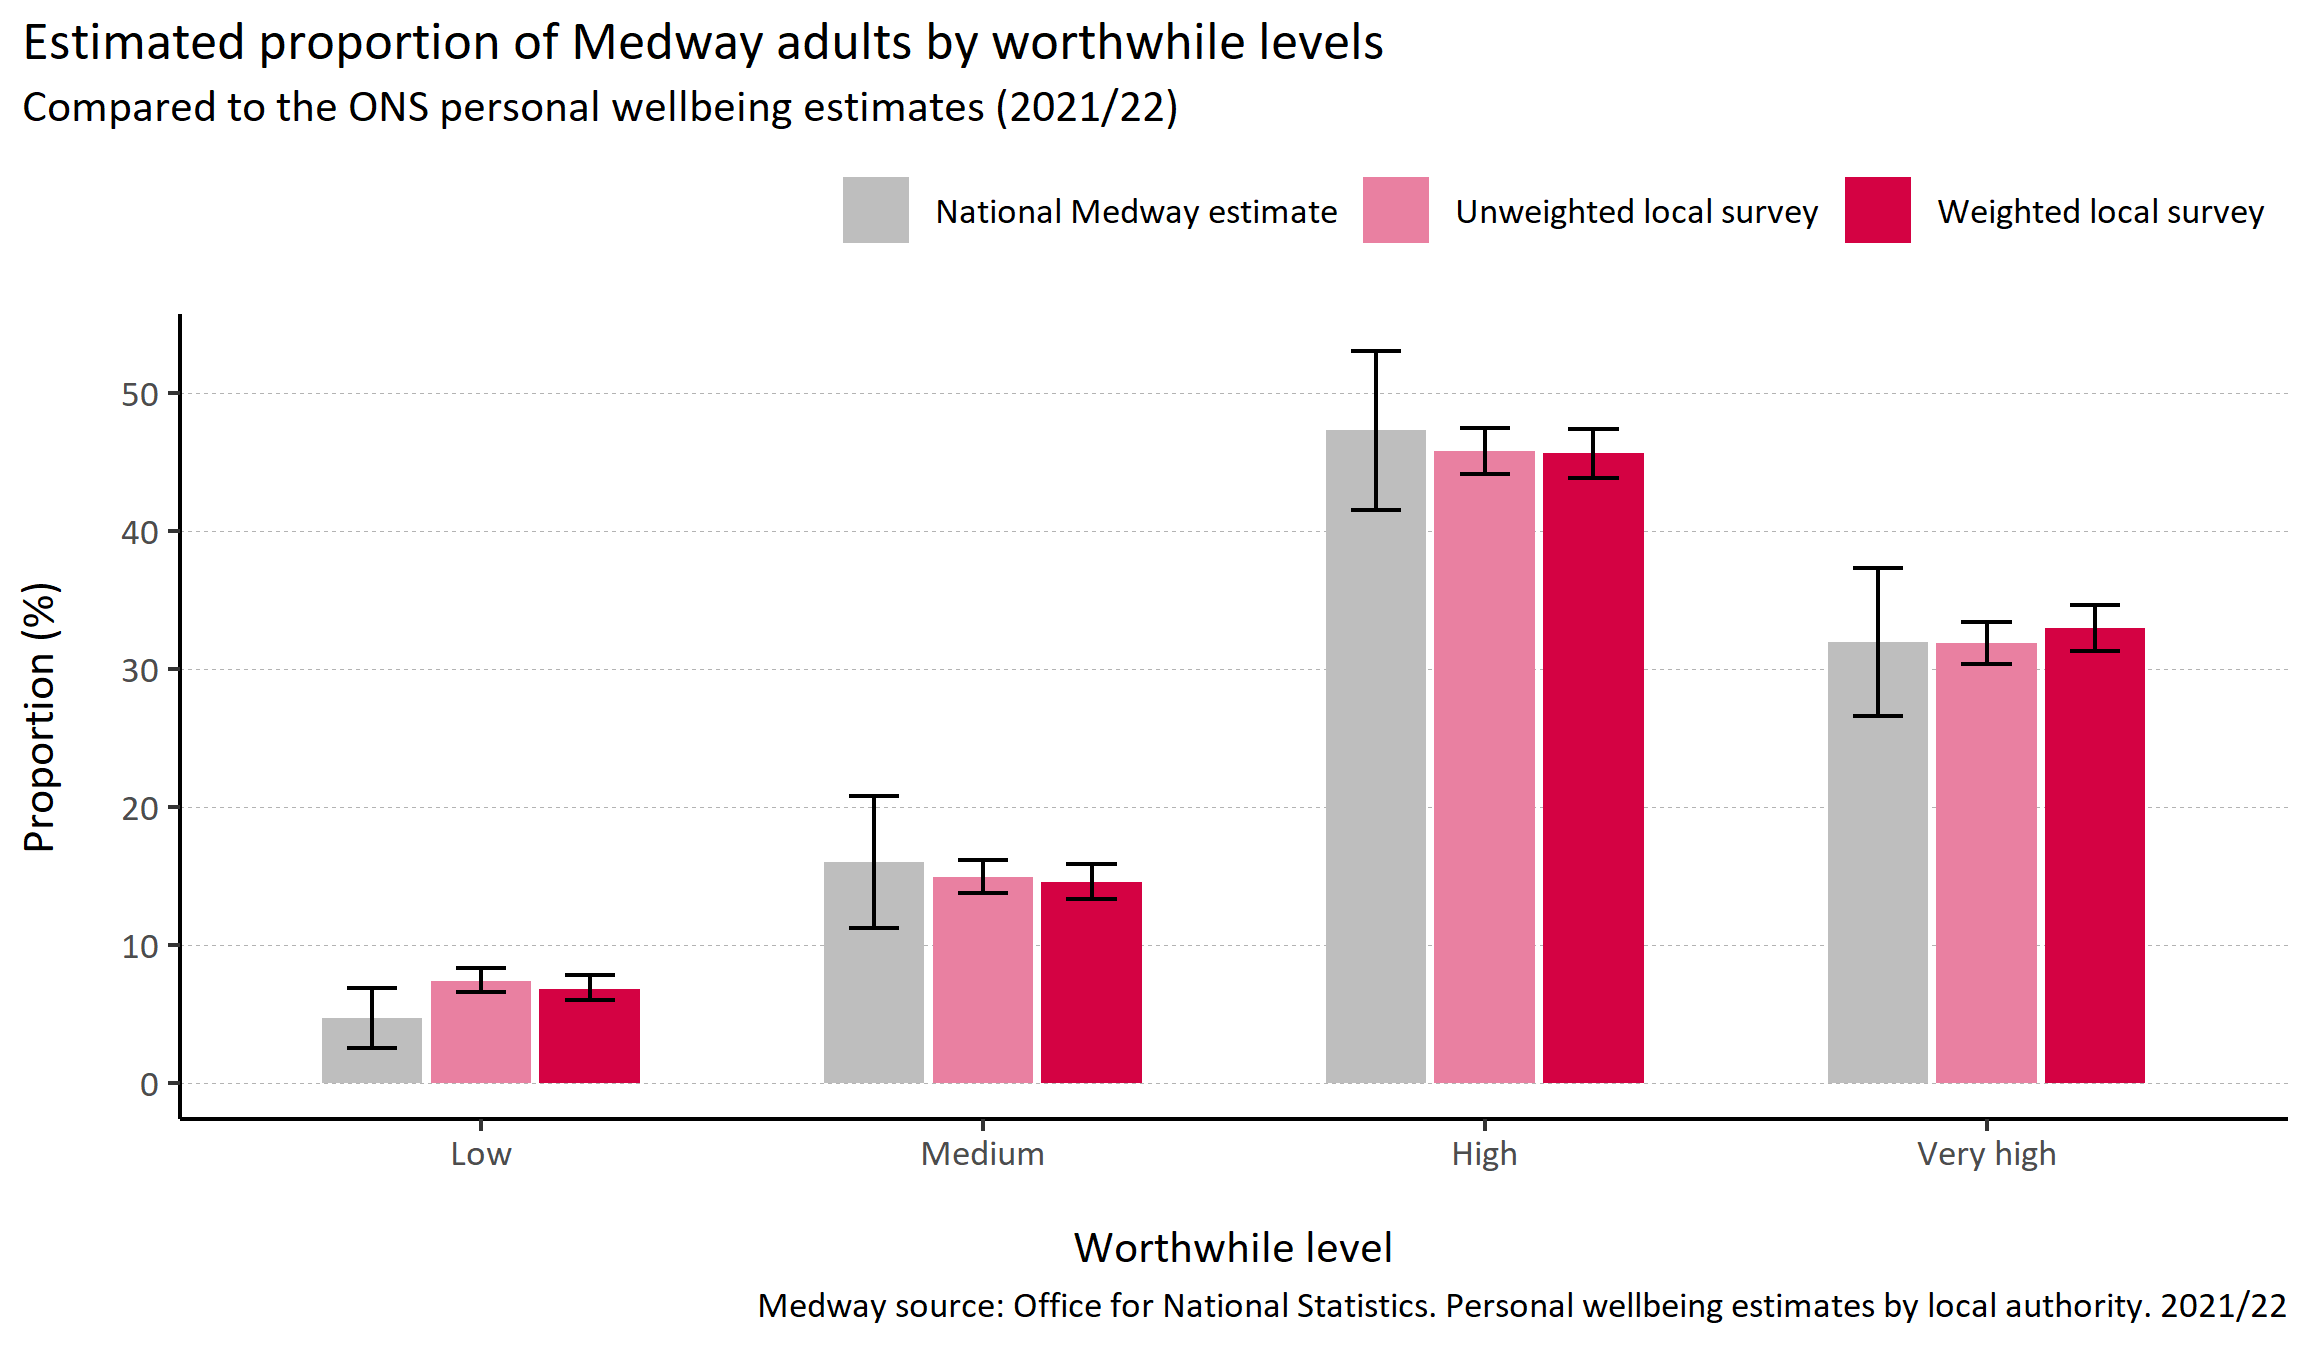 Estimated proportion of Medway adults by worthwhile levels
Compared to the ONS personal wellbeing estimates (2021/22)
National Medway estimate
Unweighted local survey
Weighted local survey
Proportion (%)
50
40
30
20
10
0
Low
Medium
High
Very high
Worthwhile level
Medway source: Office for National Statistics. Personal wellbeing estimates by local authority. 2021/22